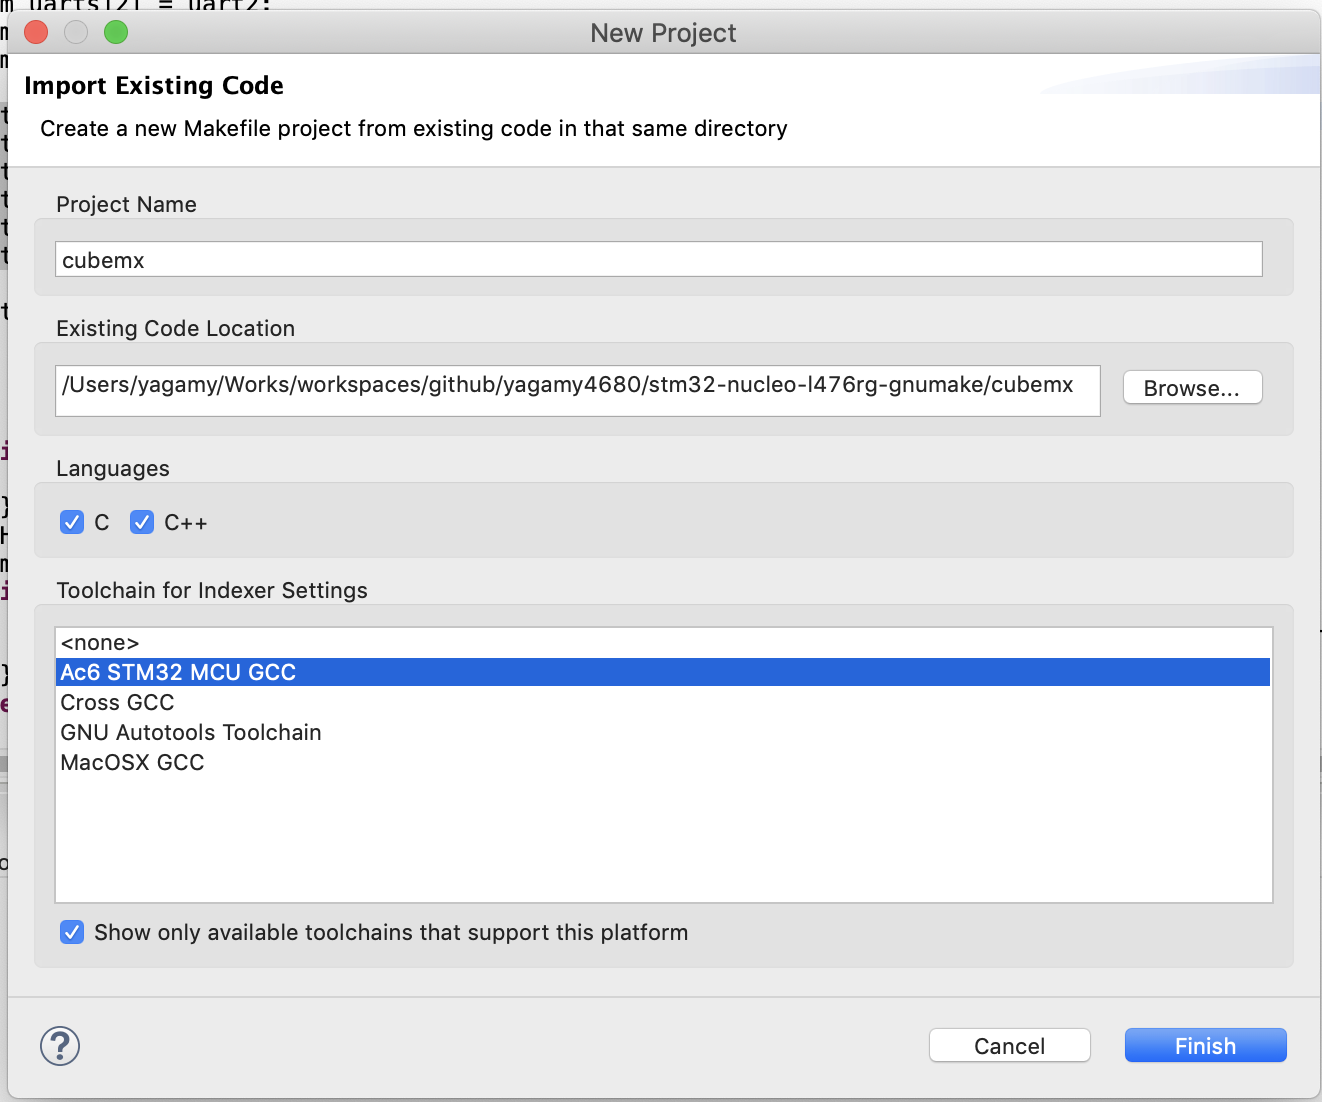 m uarts[2] = uart2;
New Project
Import Existing Code
Create a new Makefile project from existing code in that same directory
Project Name
cubemx
Existing Code Location
/Users/yagamy/Works/workspaces/github/yagamy4680/stm32-nucleo-l476rg-gnumake/cubemx
Browse...
Languages
C
C++
Toolchain for Indexer Settings
<none>
Ac6 STM32 MCU GCC
Cross GCC
GNU Autotools Toolchain
MacOSX GCC
Show only available toolchains that support this platform
?
Cancel
Finish